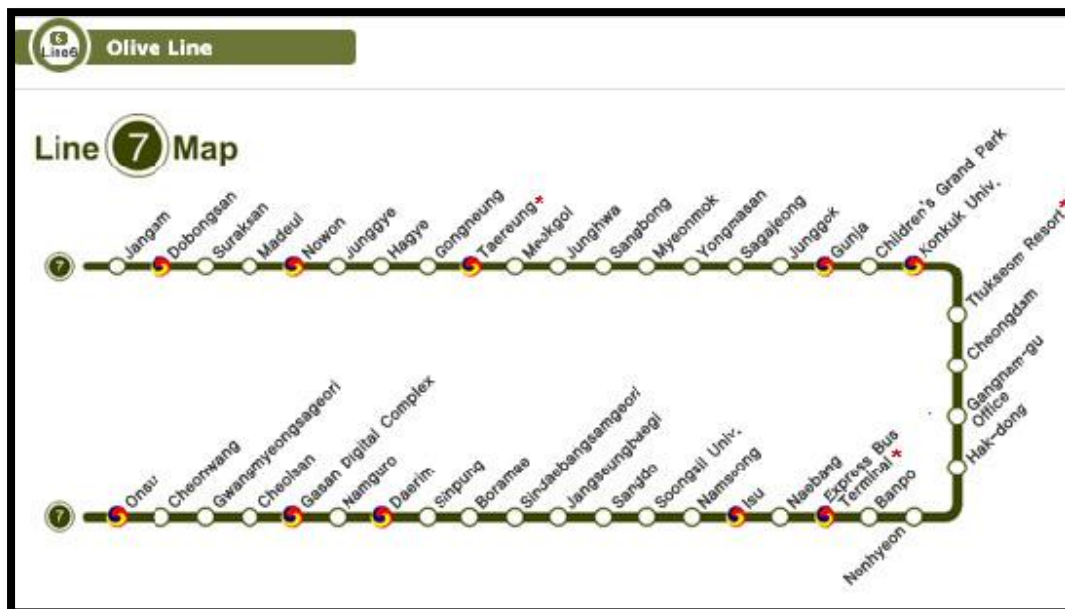 6
Line6
Olive Line
Line 7 Map
7
Jangam
Dobongsan
Suraksan
Madeul
Nowon
Junggye
Hagye
Gongneung
Taereung*
Meokgol
Junghwa
Sangbong
Myeonmok
Yongmasan
Sagajeong
Junggok
Gunja
Children's Grand Park
Konkuk Univ.
Ttukseom Resort*
Cheongdam
Gangnam-gu
Office
Hak-dong
7
Onsu
Cheonwang
Gwangmyeongsageori
Cheolsan
Gasan Digital Complex
Namguro
Daerim
Sinpung
Boramae
Sindaebangsamgeori
Jangseungbaegi
Sangdo
Soongsil Univ.
Namseong
Isu
Naebang
Express Bus
Terminal*
Banpo
Nonhyeon